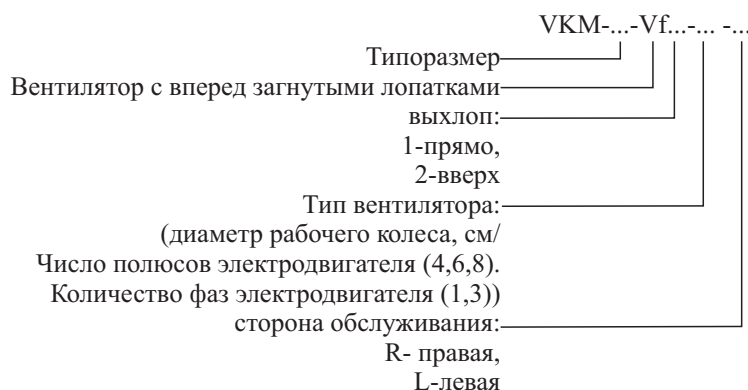 VKM-...-Vf...-... -...
Типоразмер
Вентилятор с вперед загнутыми лопатками
выхлоп:
1-прямо,
2-вверх
Тип вентилятора:
(диаметр рабочего колеса, см/
Число полюсов электродвигателя (4,6,8).
Количество фаз электродвигателя (1,3))
сторона обслуживания:
R- правая,
L-левая